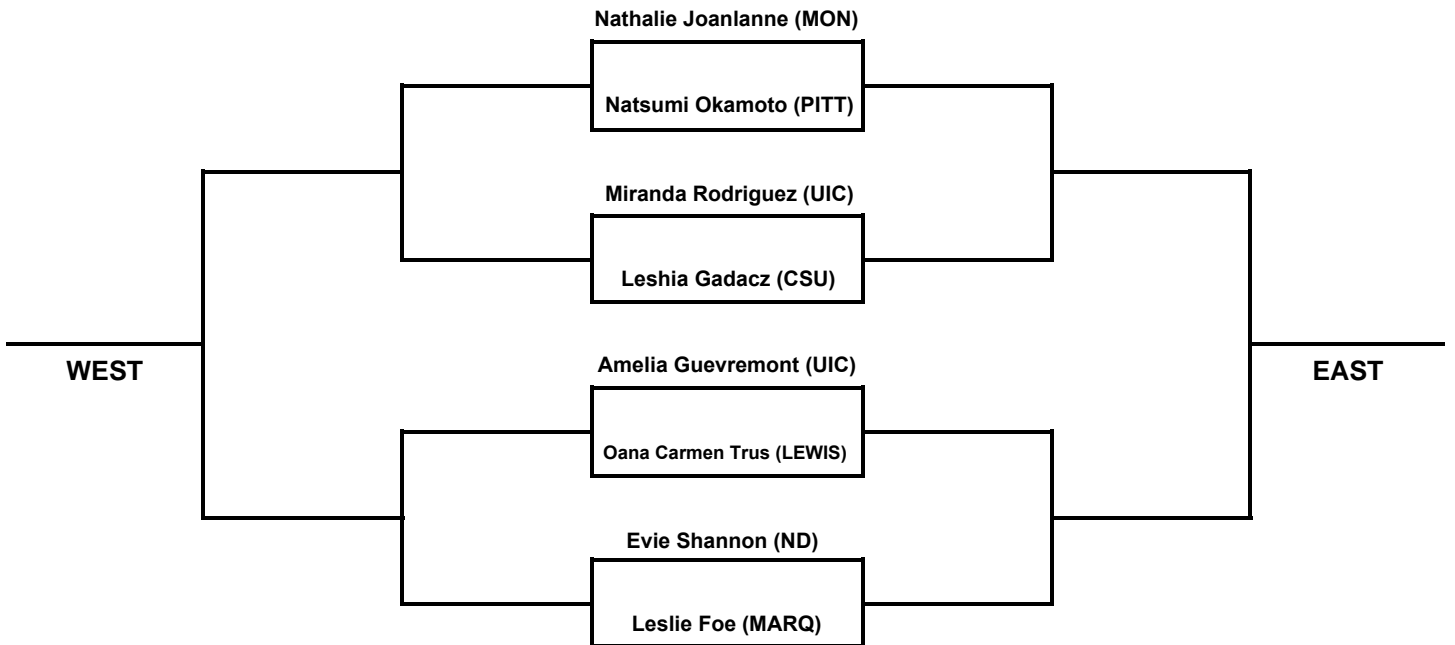 Nathalie Joanlanne (MON)
Natsumi Okamoto (PITT)
Miranda Rodriguez (UIC)
Leshia Gadacz (CSU)
WEST
Amelia Guevremont (UIC)
EAST
Oana Carmen Trus (LEWIS)
Evie Shannon (ND)
Leslie Foe (MARQ)